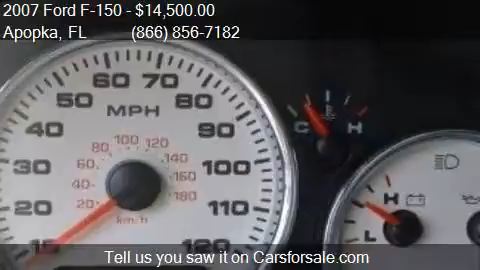 2007 Ford F-150 - $14,500.00
Apopka, FL (866) 856-7182
60 70
50 80
MPH
40 90
100
80 120
30 60 140 100
40 160
20 180
20 km/h 110
120
C H
H
L
Tell us you saw it on Carsforsale.com